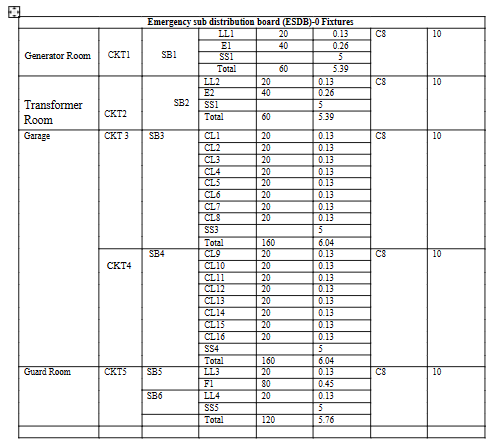 Emergency sub distribution board (ESDB)-0 Fixtures
Generator Room CKT1 SB1 LL1 20 0.13 C8 10
E1 40 0.26
SS1 5
Total 60 5.39
Transformer Room CKT2 SB2 LL2 20 0.13 C8 10
E2 40 0.26
SS1 5
Total 60 5.39
Garage CKT 3 SB3 CL1 20 0.13 C8 10
CL2 20 0.13
CL3 20 0.13
CL4 20 0.13
CL5 20 0.13
CL6 20 0.13
CL7 20 0.13
CL8 20 0.13
SS3 5
Total 160 6.04
CKT4 SB4 CL9 20 0.13 C8 10
CL10 20 0.13
CL11 20 0.13
CL12 20 0.13
CL13 20 0.13
CL14 20 0.13
CL15 20 0.13
CL16 20 0.13
SS4 5
Total 160 6.04
Guard Room CKT5 SB5 LL3 20 0.13 C8 10
F1 80 0.45
SB6 LL4 20 0.13
SS5 5
Total 120 5.76